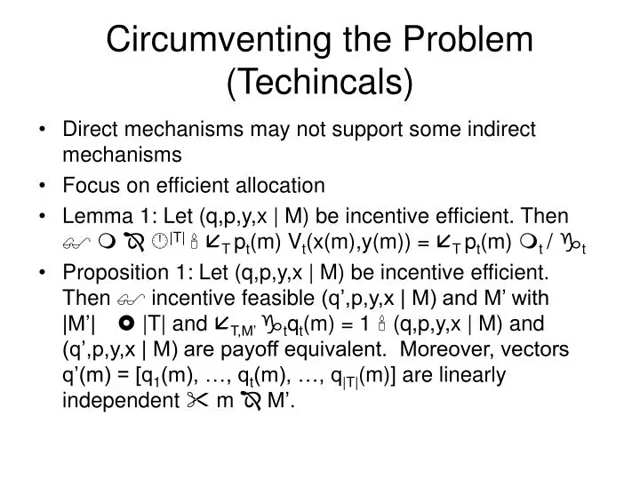 Circumventing the Problem
(Techincals)
• Direct mechanisms may not support some indirect
mechanisms
• Focus on efficient allocation
• Lemma 1: Let (q,p,y,x | M) be incentive efficient. Then
|T| T pt(m) Vt(x(m),y(m)) = T pt(m) t / t
• Proposition 1: Let (q,p,y,x | M) be incentive efficient.
Then incentive feasible (q’,p,y,x | M) and M’ with
|M’| |T| and T,M’ tqt(m) = 1 (q,p,y,x | M) and
(q’,p,y,x | M) are payoff equivalent. Moreover, vectors
q’(m) = [q1(m), …, qt(m), …, q|T|(m)] are linearly
independent m M’.